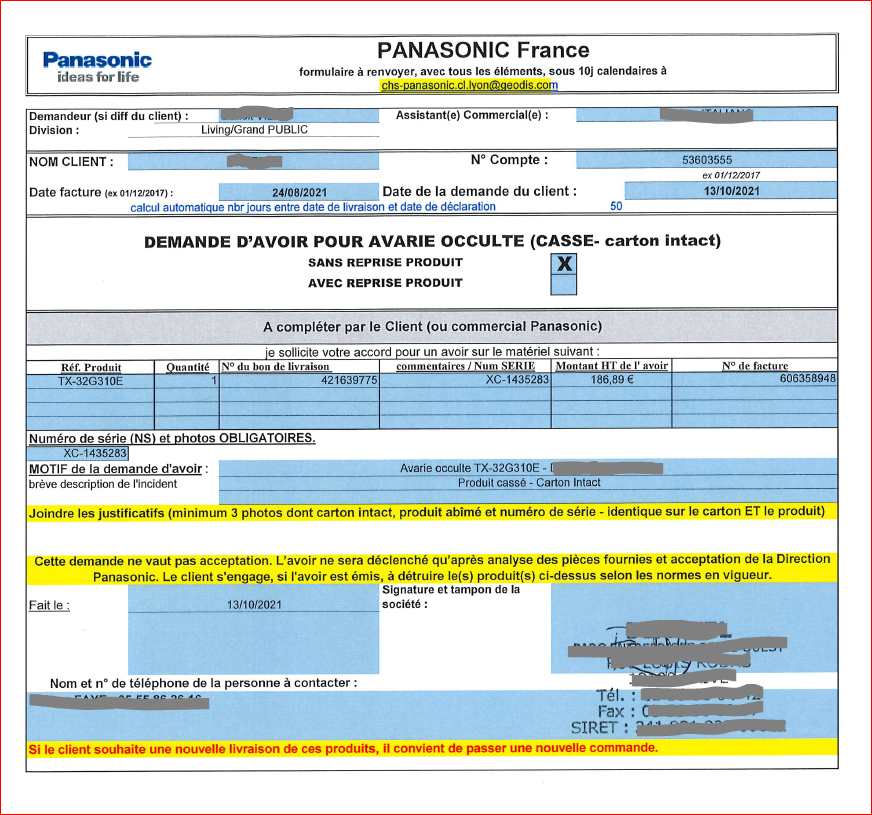 Panasonic
ideas for life
PANASONIC France
formulaire à renvoyer, avec tous les éléments, sous 10j calendaires à
chs-panasonic.cl.lyon@geodis.com
Demandeur (si diff du client) :
Assistant(e) Commercial(e) :
Division :
Living/Grand PUBLIC
NOM CLIENT :
N° Compte :
53603555
ex 01/12/2017
Date facture (ex 01/12/2017) :
24/08/2021
Date de la demande du client :
13/10/2021
calcul automatique nbr jours entre date de livraison et date de déclaration
50
DEMANDE D'AVOIR POUR AVARIE OCCULTE (CASSE- carton intact)
SANS REPRISE PRODUIT
X
AVEC REPRISE PRODUIT
A compléter par le Client (ou commercial Panasonic)
je sollicite votre accord pour un avoir sur le matériel suivant :
Réf. Produit Quantité N° du bon de livraison commentaires / Num SERIE Montant HT de l' avoir N° de facture
TX-32G310E 1 421639775 XC-1435283 186,89 € 606358948
Numéro de série (NS) et photos OBLIGATOIRES.
XC-1435283
MOTIF de la demande d'avoir :
Avarie occulte TX-32G310E -
brève description de l'incident
Produit cassé - Carton Intact
Joindre les justificatifs (minimum 3 photos dont carton intact, produit abîmé et numéro de série - identique sur le carton ET le produit)
Cette demande ne vaut pas acceptation. L'avoir ne sera déclenché qu'après analyse des pièces fournies et acceptation de la Direction
Panasonic. Le client s'engage, si l'avoir est émis, à détruire le(s) produit(s) ci-dessus selon les normes en vigueur.
Fait le :
13/10/2021
Signature et tampon de la
société :
Nom et n° de téléphone de la personne à contacter :
Tél. :
Fax :
SIRET :
Si le client souhaite une nouvelle livraison de ces produits, il convient de passer une nouvelle commande.